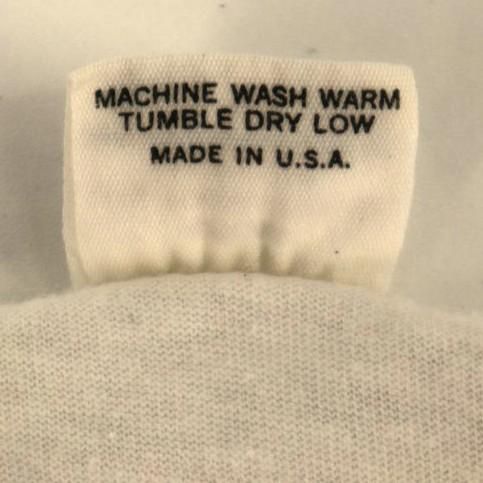 MACHINE WASH WARM
TUMBLE DRY LOW
MADE IN U.S.A.